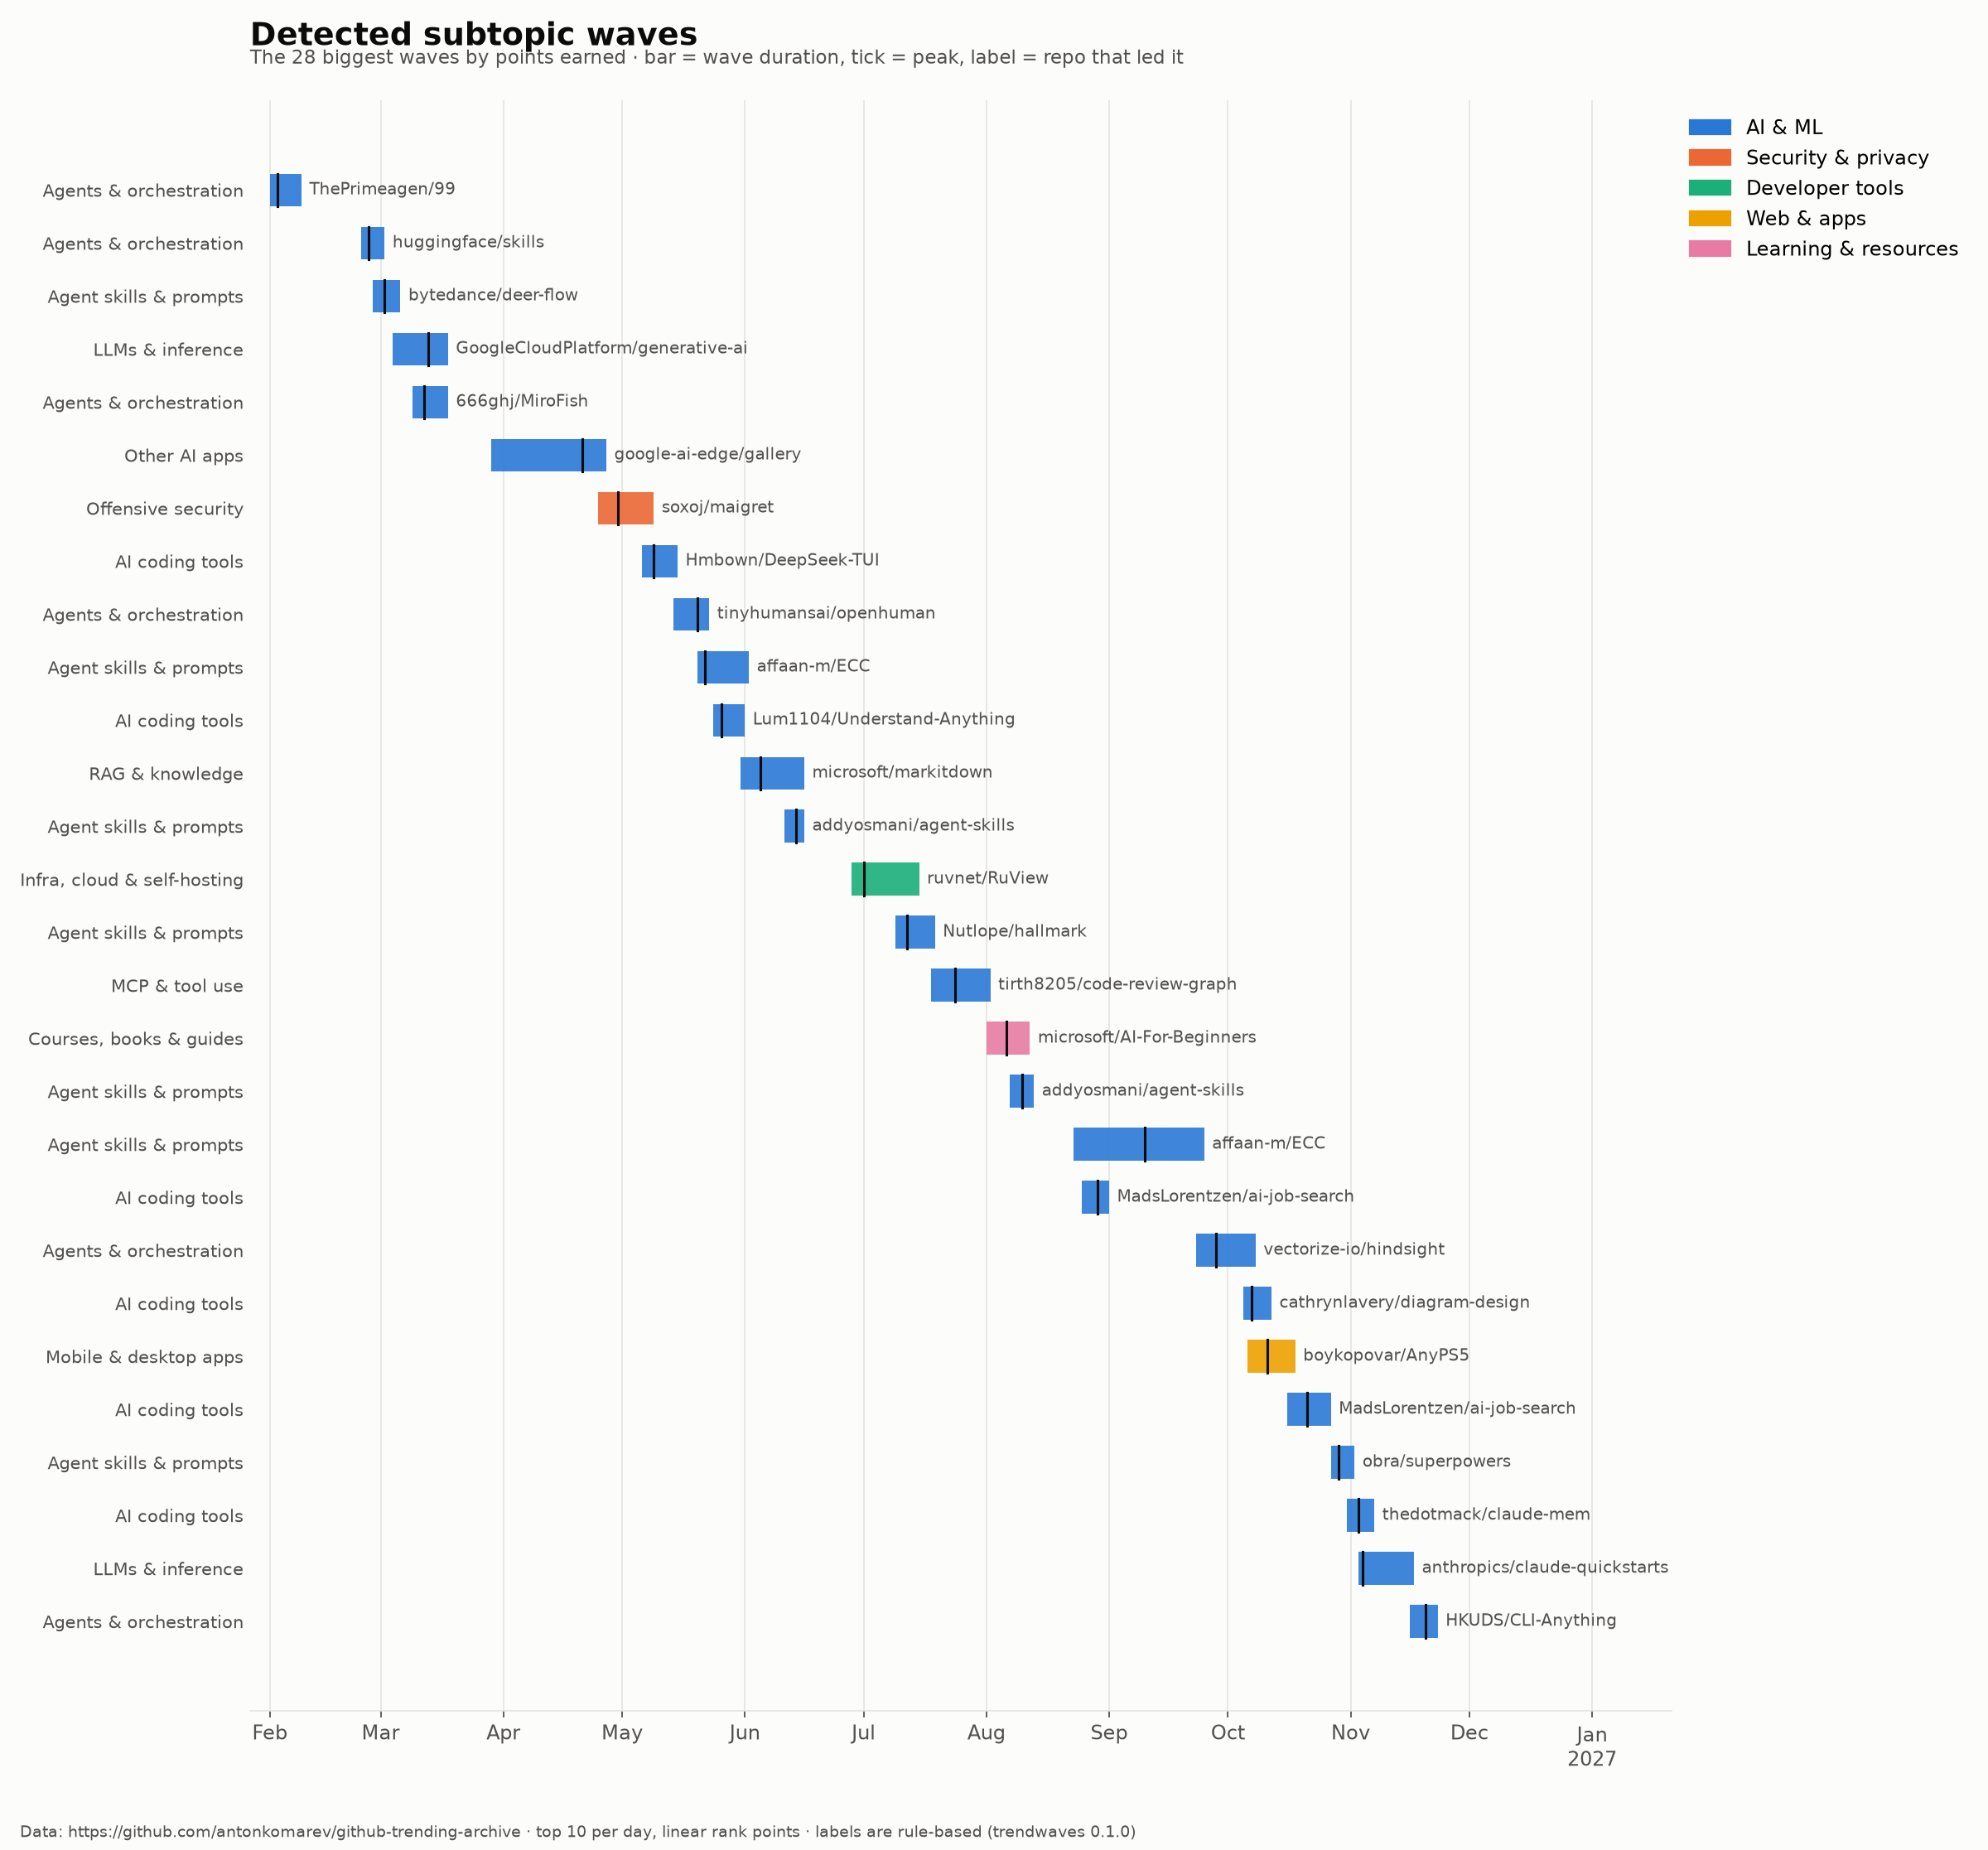 Detected subtopic waves
The 28 biggest waves by points earned · bar = wave duration, tick = peak, label = repo that led it
AI & ML
Security & privacy
Developer tools
Web & apps
Learning & resources
Agents & orchestration ThePrimeagen/99
Agents & orchestration huggingface/skills
Agent skills & prompts bytedance/deer-flow
LLMs & inference GoogleCloudPlatform/generative-ai
Agents & orchestration 666ghj/MiroFish
Other AI apps google-ai-edge/gallery
Offensive security soxoj/maigret
AI coding tools Hmbown/DeepSeek-TUI
Agents & orchestration tinyhumansai/openhuman
Agent skills & prompts affaan-m/ECC
AI coding tools Lum1104/Understand-Anything
RAG & knowledge microsoft/markitdown
Agent skills & prompts addyosmani/agent-skills
Infra, cloud & self-hosting ruvnet/RuView
Agent skills & prompts Nutlope/hallmark
MCP & tool use tirth8205/code-review-graph
Courses, books & guides microsoft/AI-For-Beginners
Agent skills & prompts addyosmani/agent-skills
Agent skills & prompts affaan-m/ECC
AI coding tools MadsLorentzen/ai-job-search
Agents & orchestration vectorize-io/hindsight
AI coding tools cathrynlavery/diagram-design
Mobile & desktop apps boykopovar/AnyPS5
AI coding tools MadsLorentzen/ai-job-search
Agent skills & prompts obra/superpowers
AI coding tools thedotmack/claude-mem
LLMs & inference anthropics/claude-quickstarts
Agents & orchestration HKUDS/CLI-Anything
Feb Mar Apr May Jun Jul Aug Sep Oct Nov Dec Jan
2027
Data: https://github.com/antonkomarev/github-trending-archive · top 10 per day, linear rank points · labels are rule-based (trendwaves 0.1.0)